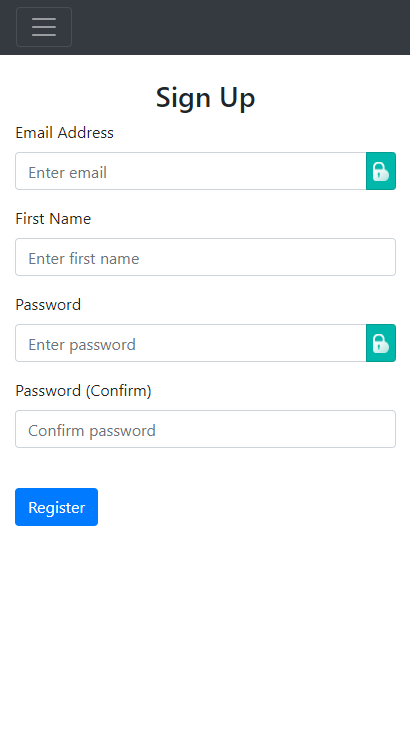 Sign Up
Email Address
Enter email
First Name
Enter first name
Password
Enter password
Password (Confirm)
Confirm password
Register